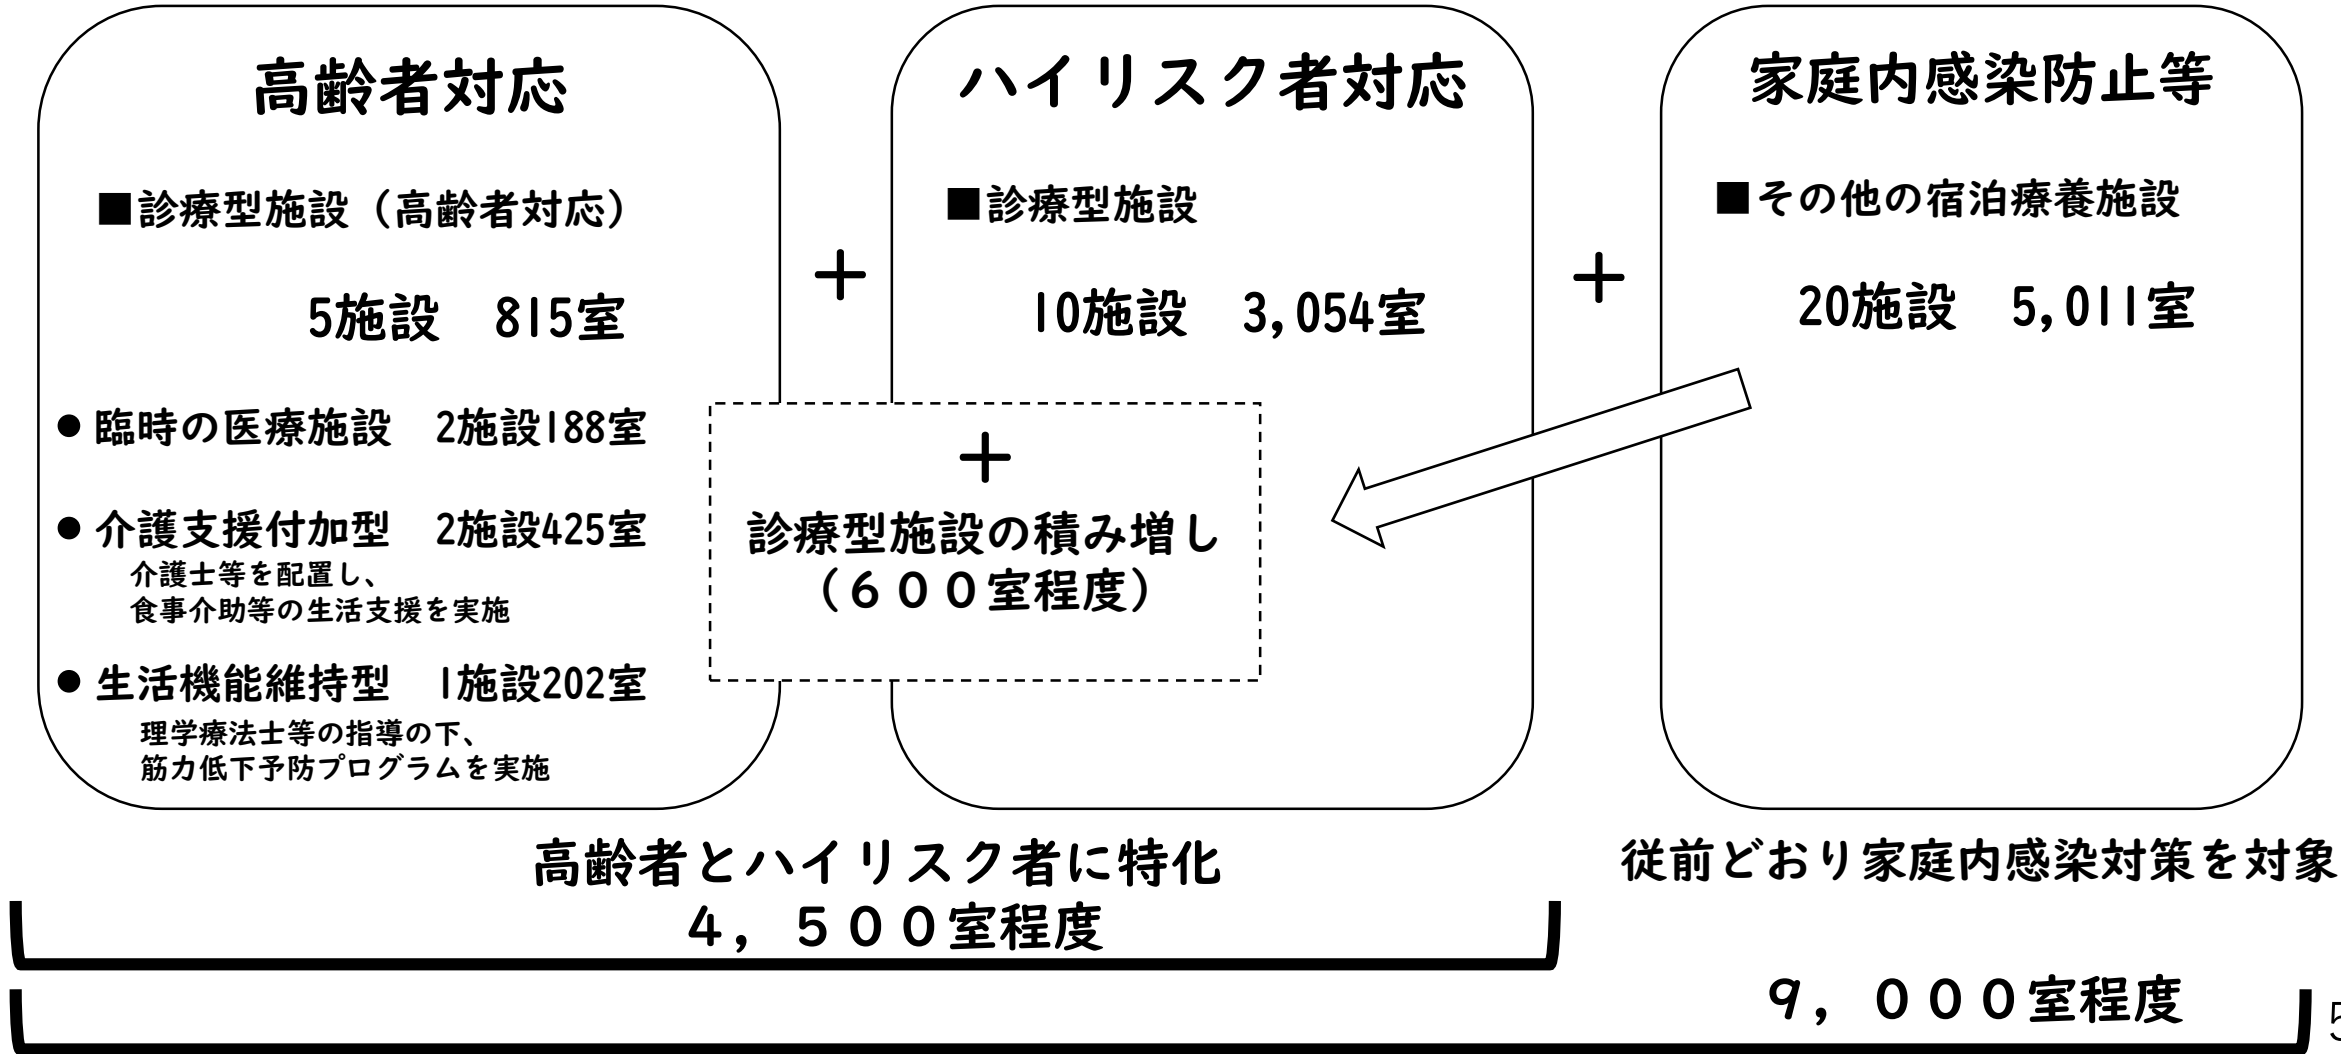 高齢者対応
■診療型施設（高齢者対応）
5施設　815室
● 臨時の医療施設　2施設188室
● 介護支援付加型　2施設425室
介護士等を配置し、
食事介助等の生活支援を実施
● 生活機能維持型　1施設202室
理学療法士等の指導の下、
筋力低下予防プログラムを実施
＋
ハイリスク者対応
■診療型施設
10施設　3,054室
＋
診療型施設の積み増し
（６００室程度）
＋
家庭内感染防止等
■その他の宿泊療養施設
20施設　5,011室
高齢者とハイリスク者に特化
４，５００室程度
従前どおり家庭内感染対策を対象
９，０００室程度
5